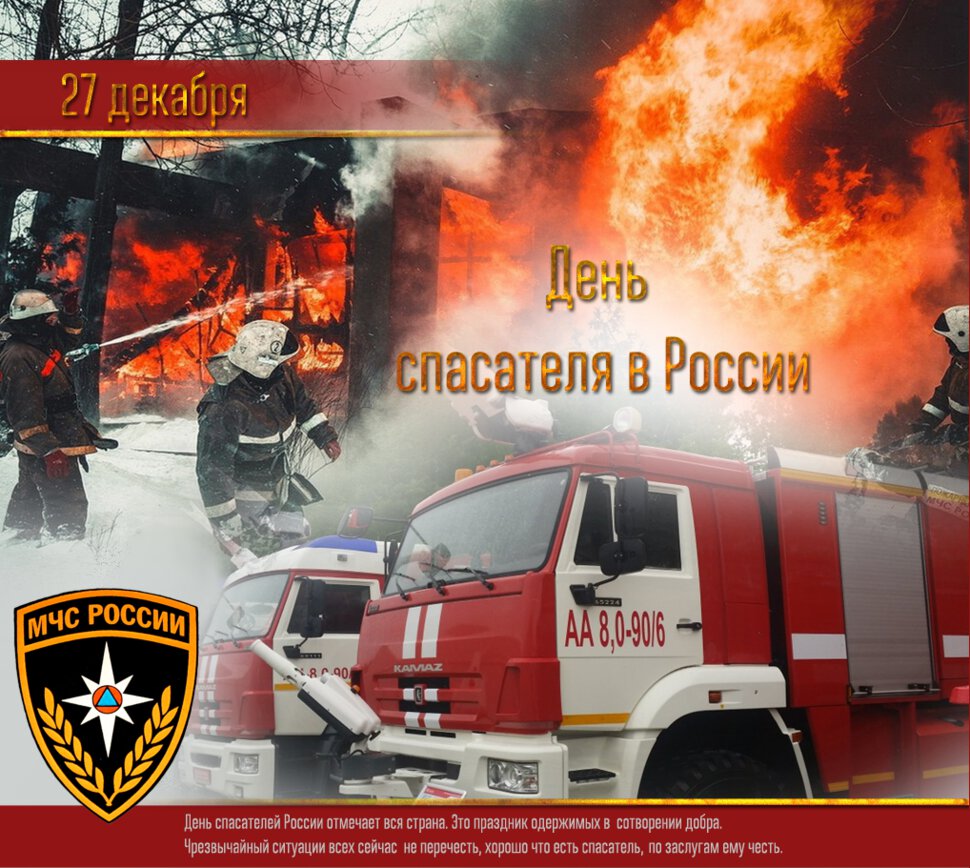 27 декабря
День
спасателя в России
МЧС РОССИИ
45224
АА 8,0-90/6
KAMAZ
День спасателей России отмечает вся страна. Это праздник одержимых в сотворении добра.
Чрезвычайный ситуации всех сейчас не перечесть, хорошо что есть спасатель, по заслугам ему честь.